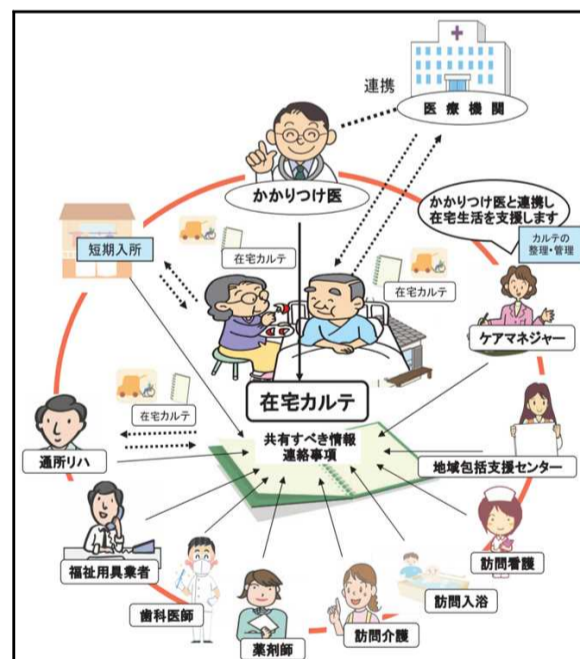 連携
医療機関
かかりつけ医
かかりつけ医と連携し
在宅生活を支援します
カルテの
整理・管理
短期入所
在宅カルテ
在宅カルテ
ケアマネジャー
在宅カルテ
在宅カルテ
共有すべき情報
連絡事項
通所リハ
地域包括支援センター
福祉用具業者
訪問看護
歯科医師
訪問入浴
薬剤師
訪問介護